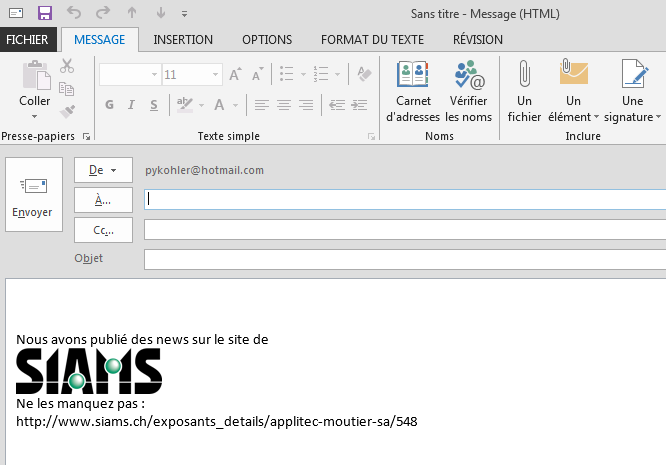 Sans titre - Message (HTML)
FICHIER MESSAGE INSERTION OPTIONS FORMAT DU TEXTE RÉVISION
Coller
Presse-papiers
11
A A
G I S ab A
Texte simple
Carnet d'adresses
Vérifier les noms
Noms
Un fichier
Un élément
Une signature
Inclure
Envoyer
De
pykohler@hotmail.com
À...
Cc...
Objet
Nous avons publié des news sur le site de
SIAMS
Ne les manquez pas :
http://www.siams.ch/exposants_details/applitec-moutier-sa/548